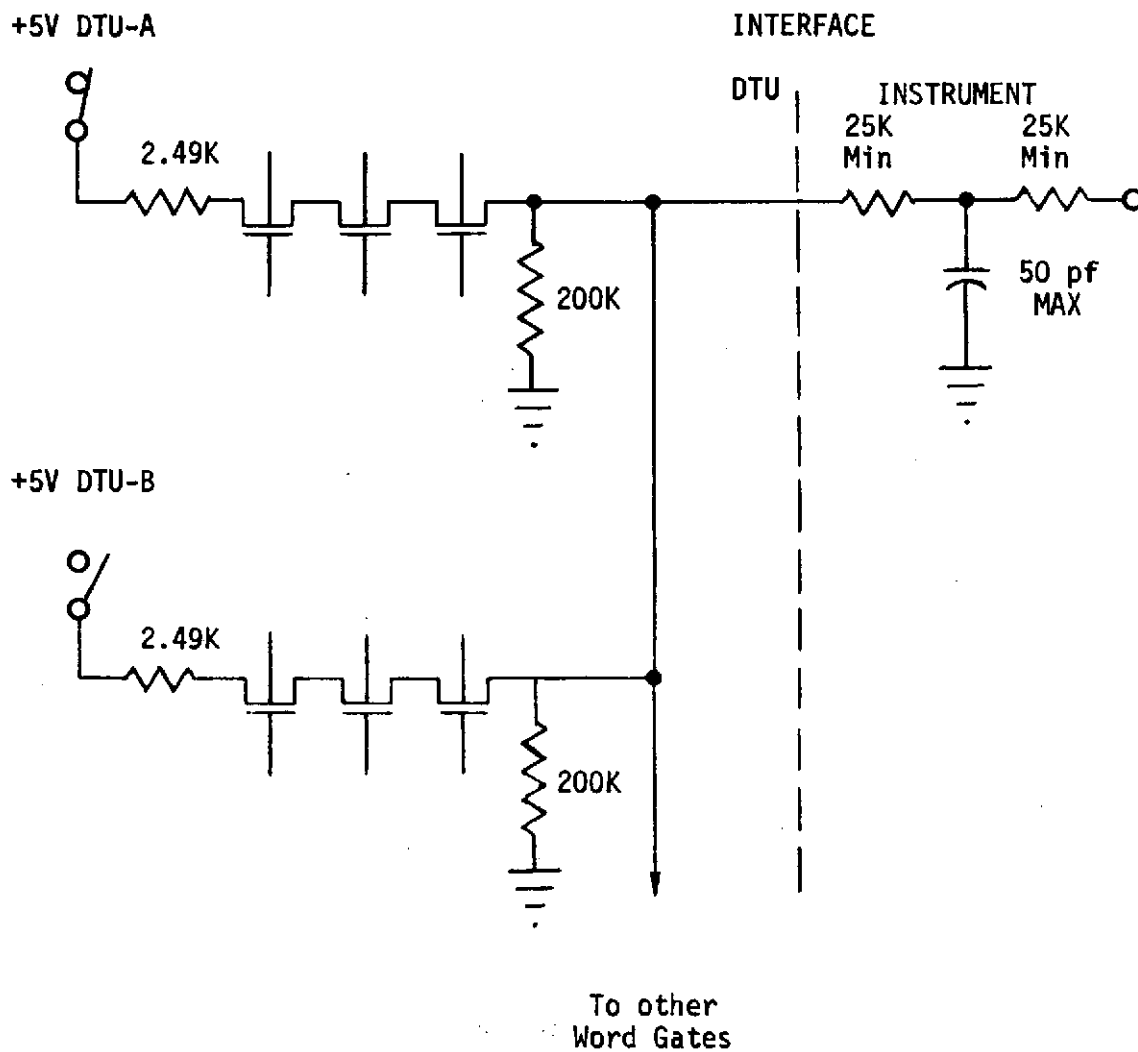 +5V DTU-A
INTERFACE
DTU
INSTRUMENT
25K
Min
25K
Min
2.49K
200K
50 pf
MAX
+5V DTU-B
2.49K
200K
To other
Word Gates